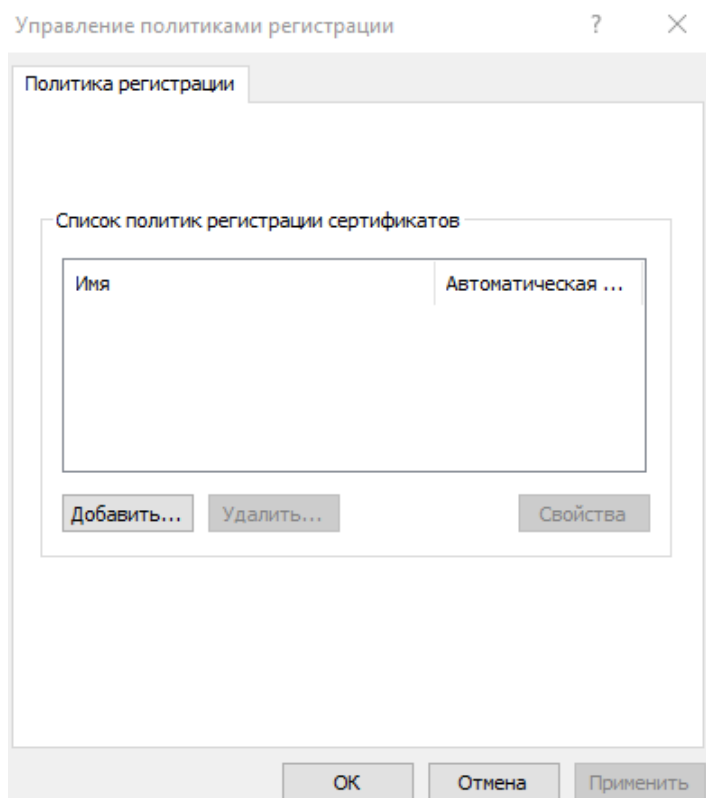 Управление политиками регистрации
Политика регистрации
Список политик регистрации сертификатов
Имя Автоматическая ...
Добавить... Удалить... Свойства
ОК Отмена Применить